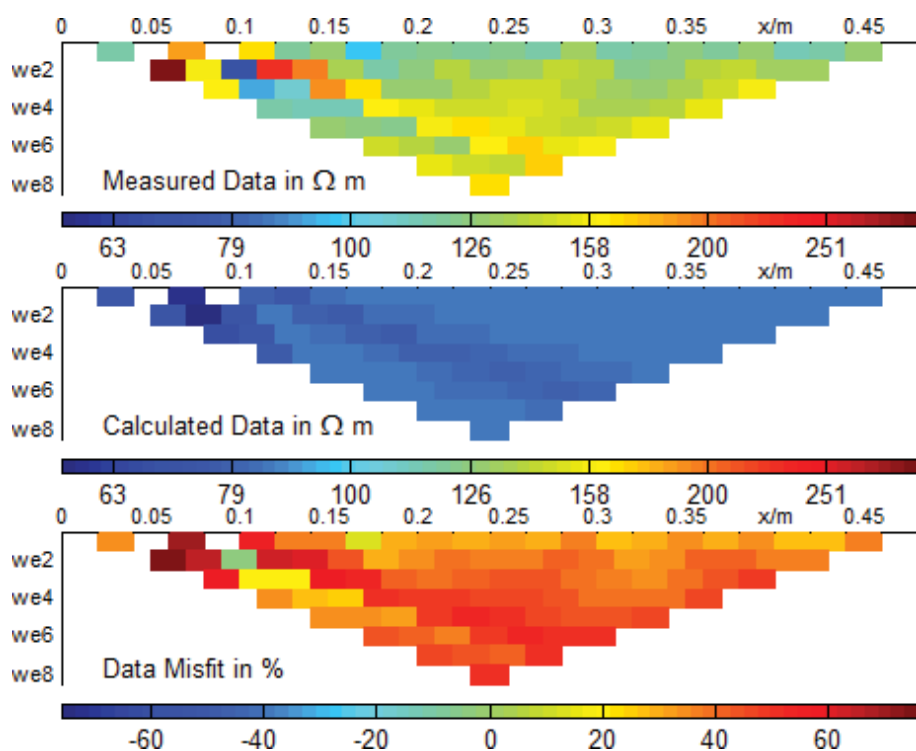 0 0.05 0.1 0.15 0.2 0.25 0.3 0.35 x/m 0.45
we2
we4
we6
we8 Measured Data in Ω m
63 79 100 126 158 200 251
0 0.05 0.1 0.15 0.2 0.25 0.3 0.35 x/m 0.45
we2
we4
we6
we8 Calculated Data in Ω m
63 79 100 126 158 200 251
0 0.05 0.1 0.15 0.2 0.25 0.3 0.35 x/m 0.45
we2
we4
we6
we8 Data Misfit in %
-60 -40 -20 0 20 40 60